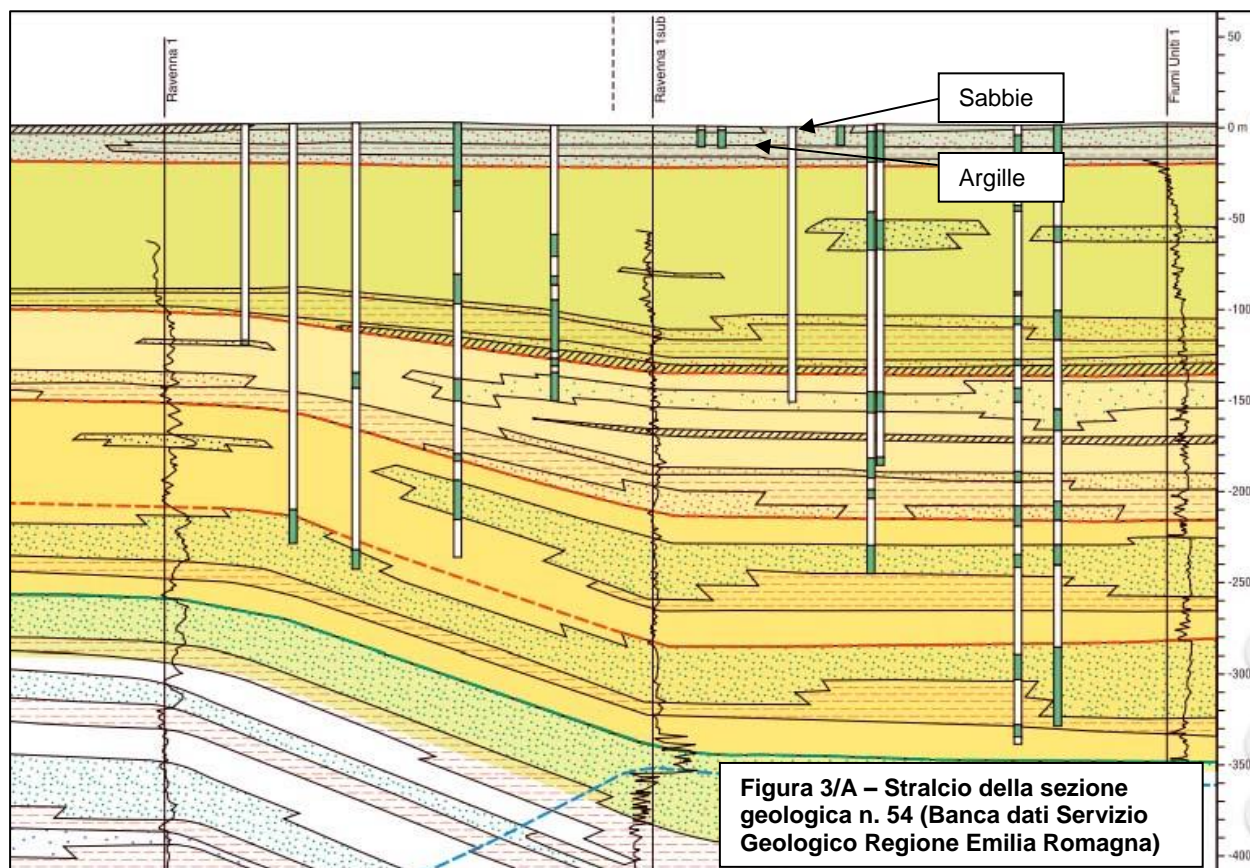 Ravenna 1
Ravenna 1sub
Fiumi Uniti 1
50
0 m
-50
-100
-150
-200
-250
-300
-350
-400
Sabbie
Argille
Figura 3/A – Stralcio della sezione
geologica n. 54 (Banca dati Servizio
Geologico Regione Emilia Romagna)